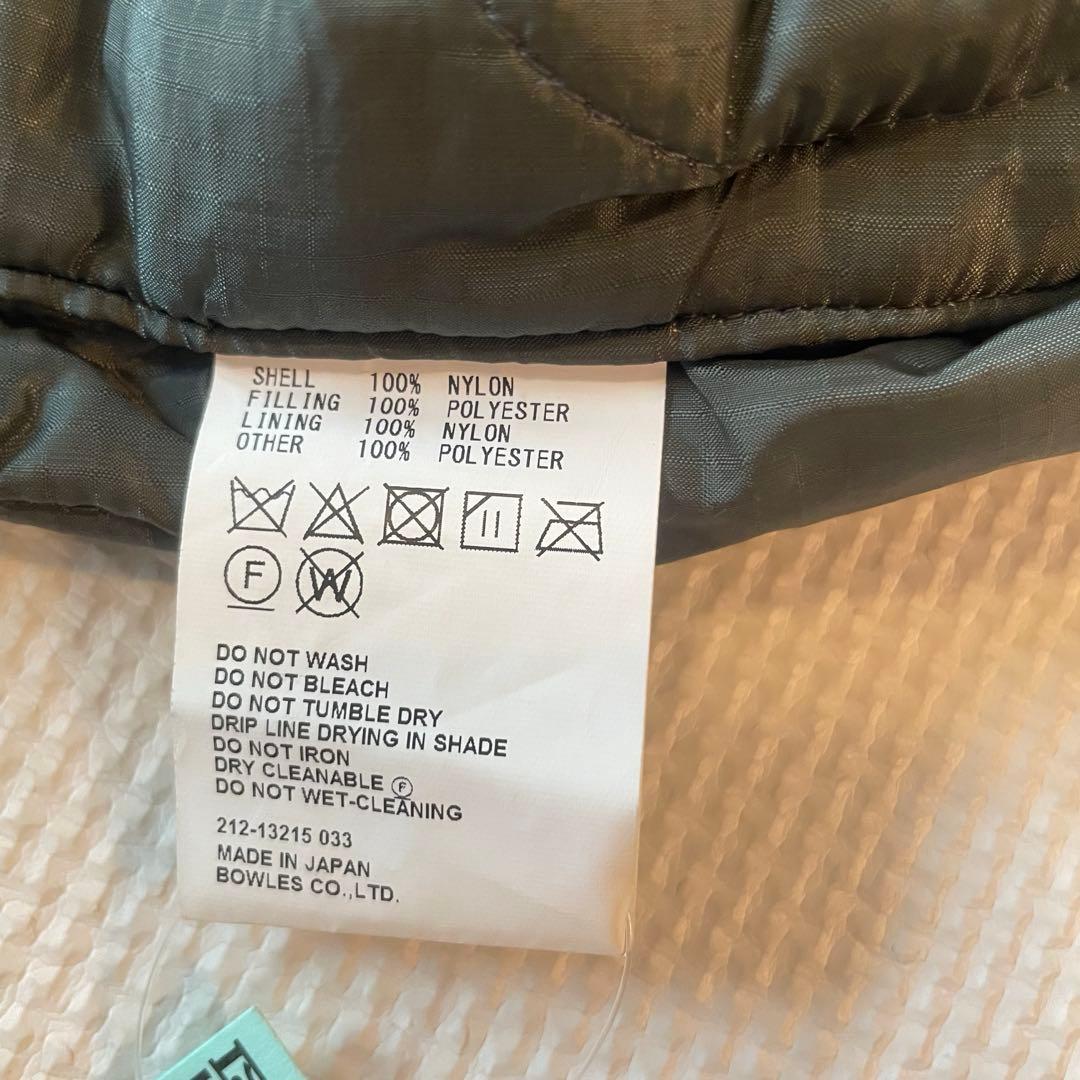 SHELL 100% NYLON
FILLING 100% POLYESTER
LINING 100% NYLON
OTHER 100% POLYESTER
F W
DO NOT WASH
DO NOT BLEACH
DO NOT TUMBLE DRY
DRIP LINE DRYING IN SHADE
DO NOT IRON
DRY CLEANABLE Ⓕ
DO NOT WET-CLEANING
212-13215 033
MADE IN JAPAN
BOWLES CO.,LTD.